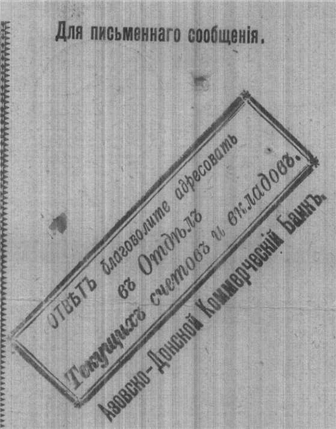 Для письменнаго сообщенія.
ОТВѢТЪ благоволите адресовать
въ Отдѣлъ
Текущихъ счетовъ и вкладовъ.
Азовско-Донской Коммерческій Банкъ.